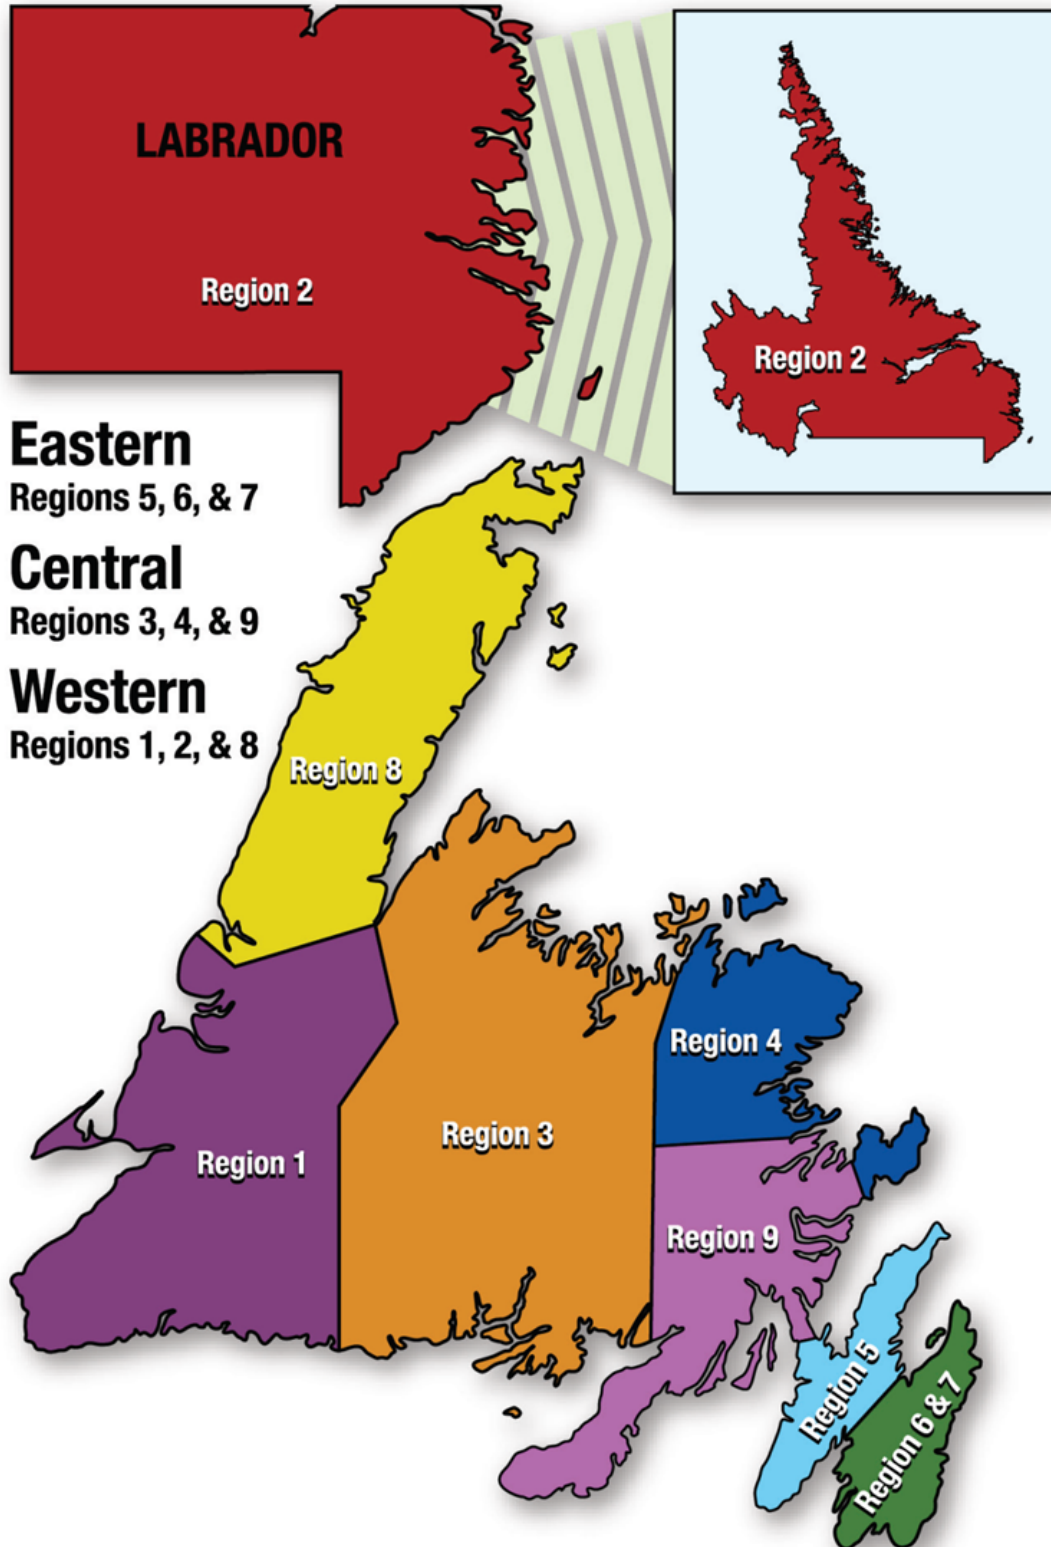 LABRADOR
Region 2
Region 2
Eastern
Regions 5, 6, & 7
Central
Regions 3, 4, & 9
Western
Regions 1, 2, & 8
Region 8
Region 4
Region 3
Region 1
Region 9
Region 5
Region 6 & 7